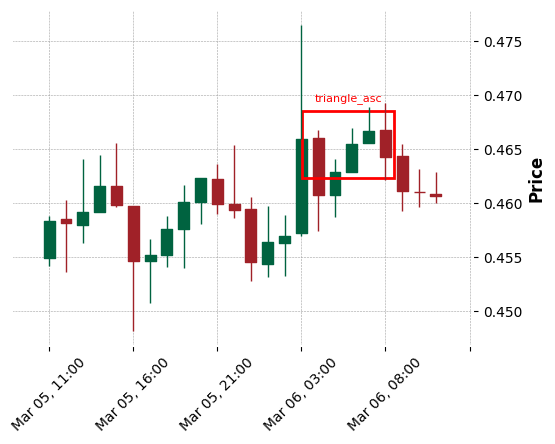 0.475
triangle_asc
0.470
0.465
0.460
0.455
0.450
Price
Mar 05, 11:00
Mar 05, 16:00
Mar 05, 21:00
Mar 06, 03:00
Mar 06, 08:00